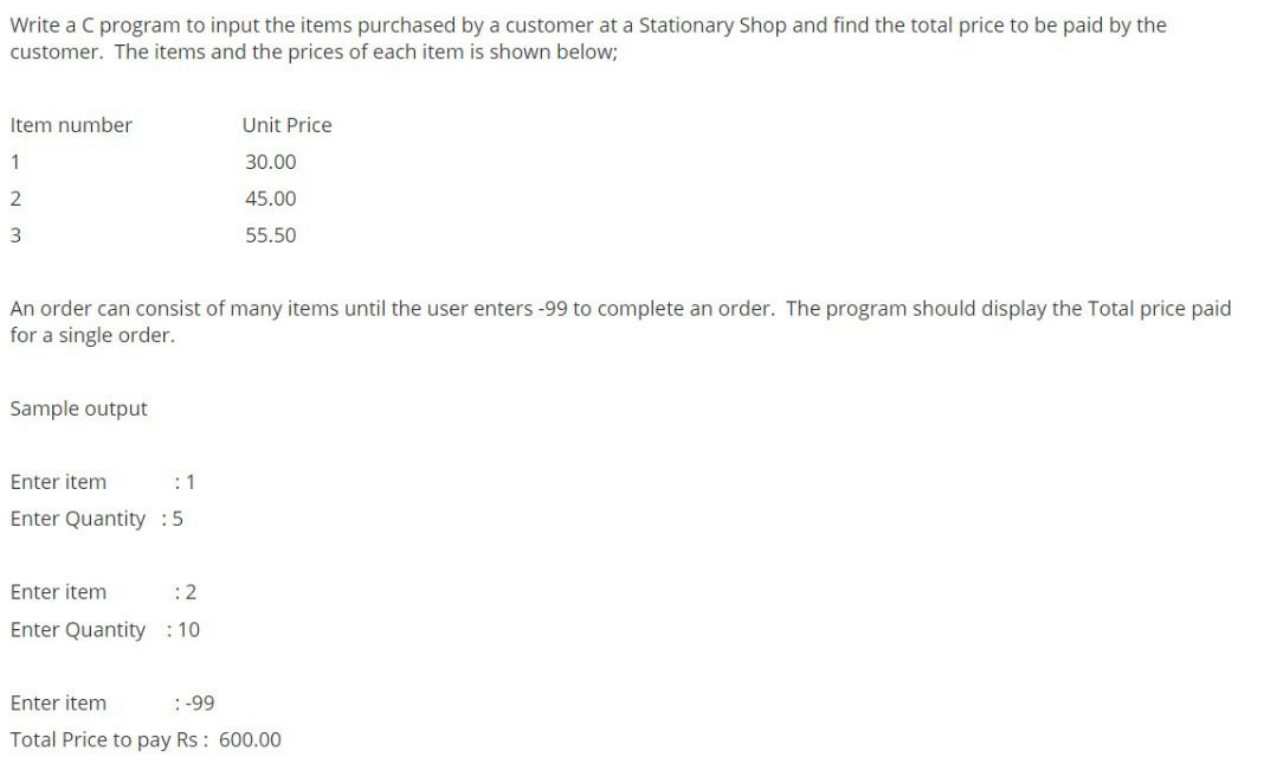 Write a C program to input the items purchased by a customer at a Stationary Shop and find the total price to be paid by the
customer. The items and the prices of each item is shown below;
Item number Unit Price
1 30.00
2 45.00
3 55.50
An order can consist of many items until the user enters -99 to complete an order. The program should display the Total price paid
for a single order.
Sample output
Enter item : 1
Enter Quantity : 5
Enter item : 2
Enter Quantity : 10
Enter item : -99
Total Price to pay Rs : 600.00